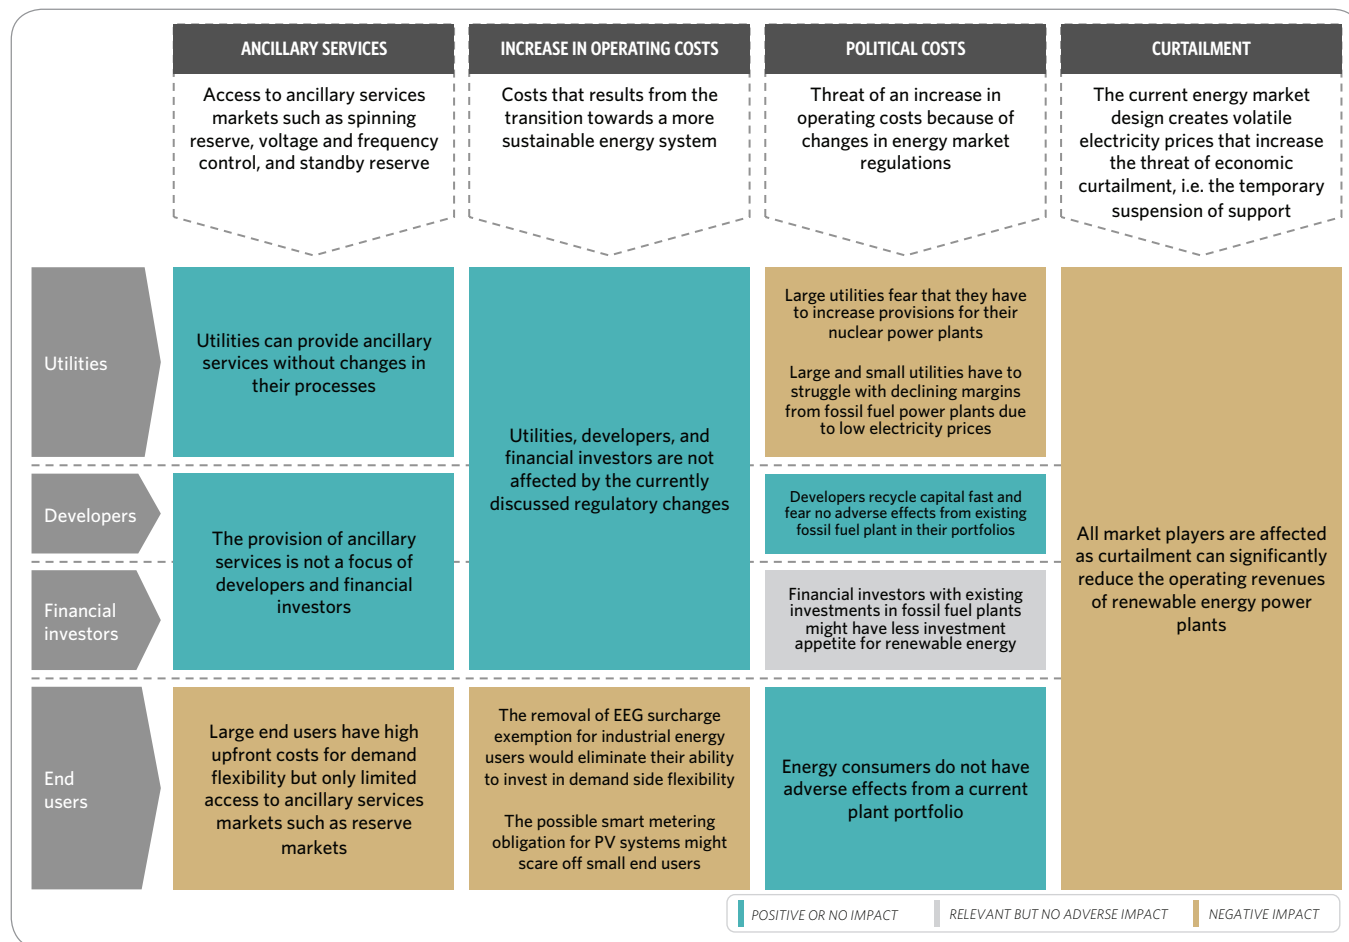 ANCILLARY SERVICES
Access to ancillary services
markets such as spinning
reserve, voltage and frequency
control, and standby reserve
INCREASE IN OPERATING COSTS
Costs that results from the
transition towards a more
sustainable energy system
POLITICAL COSTS
Threat of an increase in
operating costs because of
changes in energy market
regulations
CURTAILMENT
The current energy market
design creates volatile
electricity prices that increase
the threat of economic
curtailment, i.e. the temporary
suspension of support
Utilities
Utilities can provide ancillary
services without changes in
their processes
Utilities, developers, and
financial investors are not
affected by the currently
discussed regulatory changes
Large utilities fear that they have
to increase provisions for their
nuclear power plants
Large and small utilities have to
struggle with declining margins
from fossil fuel power plants due
to low electricity prices
All market players are affected
as curtailment can significantly
reduce the operating revenues
of renewable energy power
plants
Developers
The provision of ancillary
services is not a focus of
developers and financial
investors
Developers recycle capital fast and
fear no adverse effects from existing
fossil fuel plant in their portfolios
Financial
investors
Financial investors with existing
investments in fossil fuel plants
might have less investment
appetite for renewable energy
End
users
Large end users have high
upfront costs for demand
flexibility but only limited
access to ancillary services
markets such as reserve
markets
The removal of EEG surcharge
exemption for industrial energy
users would eliminate their ability
to invest in demand side flexibility
The possible smart metering
obligation for PV systems might
scare off small end users
Energy consumers do not have
adverse effects from a current
plant portfolio
POSITIVE OR NO IMPACT
RELEVANT BUT NO ADVERSE IMPACT
NEGATIVE IMPACT